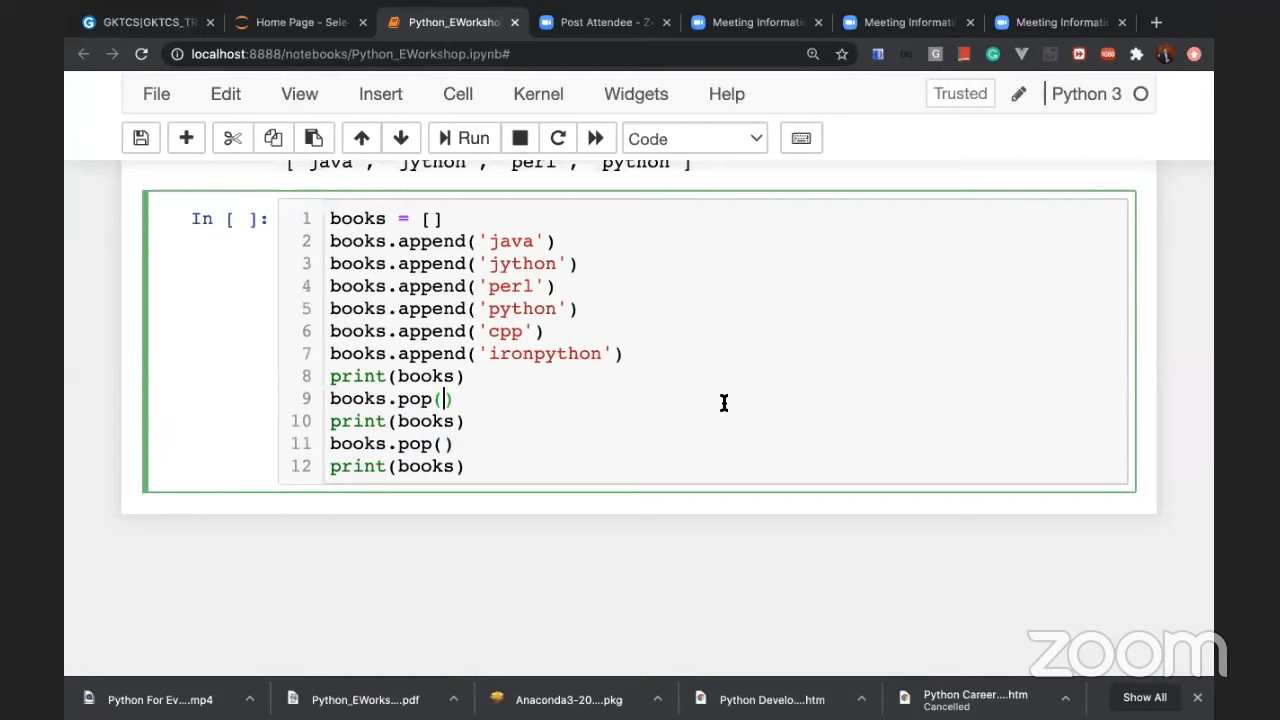 GKTCS|GKTCS_TR
Home Page - Sele
Python_EWorksho
Post Attendee - Z
Meeting Informati
Meeting Informati
Meeting Informati
localhost:8888/notebooks/Python_EWorkshop.ipynb#
File Edit View Insert Cell Kernel Widgets Help Trusted Python 3
Run Code
['java', 'jython', 'perl', 'python']
In [ ]:
1 books = []
2 books.append('java')
3 books.append('jython')
4 books.append('perl')
5 books.append('python')
6 books.append('cpp')
7 books.append('ironpython')
8 print(books)
9 books.pop()
10 print(books)
11 books.pop()
12 print(books)
zoom
Python For Ev....mp4
Python_EWorks....pdf
Anaconda3-20....pkg
Python Develo....htm
Python Career....htm
Cancelled
Show All